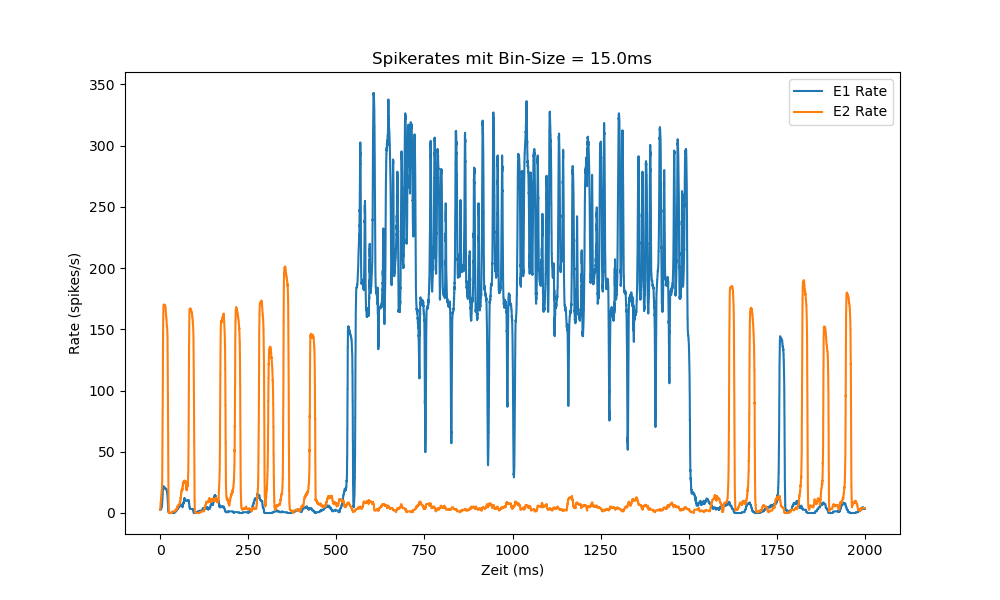 Spikerates mit Bin-Size = 15.0ms
E1 Rate
E2 Rate
Rate (spikes/s)
350
300
250
200
150
100
50
0
0 250 500 750 1000 1250 1500 1750 2000
Zeit (ms)